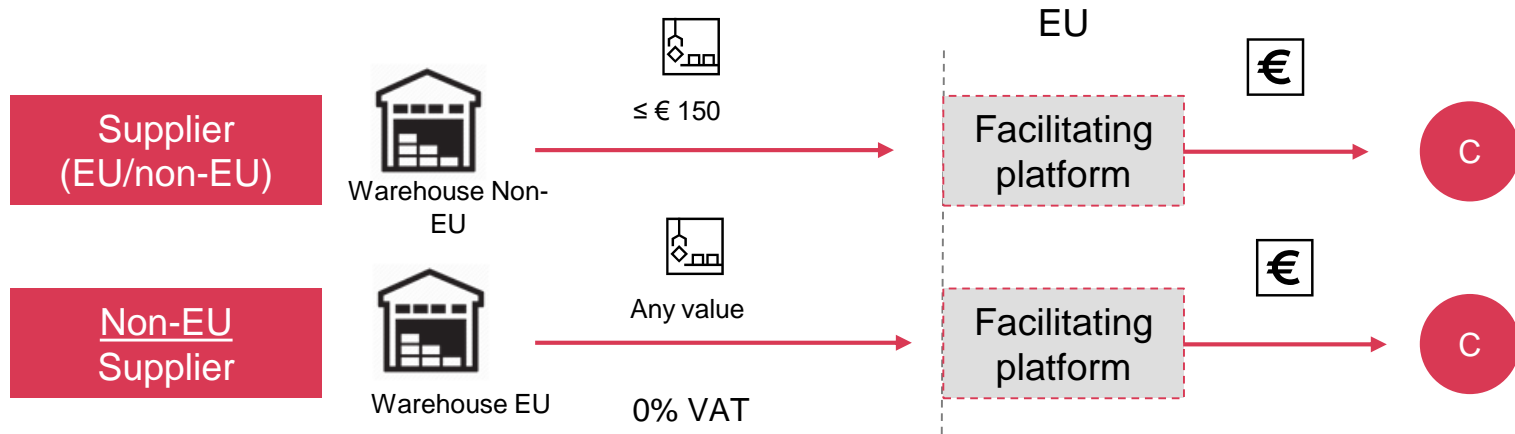 EU
€
≤ € 150
Supplier
(EU/non-EU)
Facilitating
platform
C
Warehouse Non-
EU
€
Any value
Non-EU
Supplier
Facilitating
platform
C
Warehouse EU
0% VAT